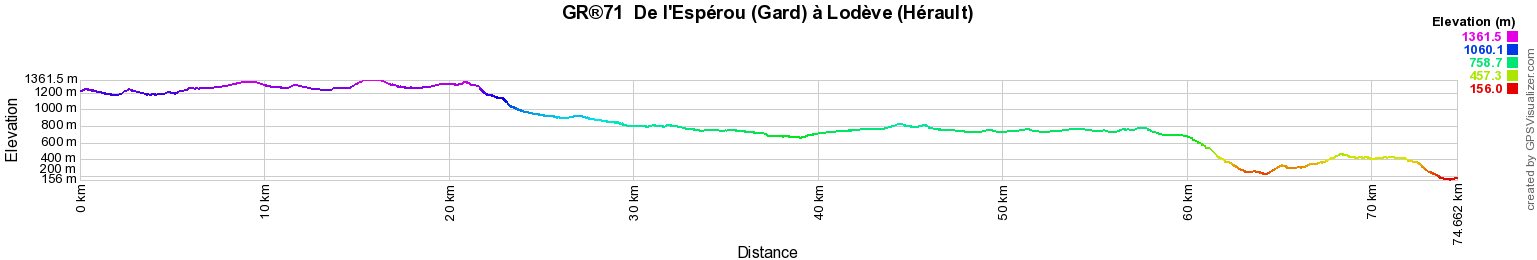 GR®71  De l'Espérou (Gard) à Lodève (Hérault)
Elevation (m)
1361.5
1060.1
758.7
457.3
156.0
1361.5 m
1200 m
1000 m
800 m
600 m
400 m
200 m
156 m
Elevation
0 km
10 km
20 km
30 km
40 km
50 km
60 km
70 km
74.662 km
Distance
created by GPSVisualizer.com